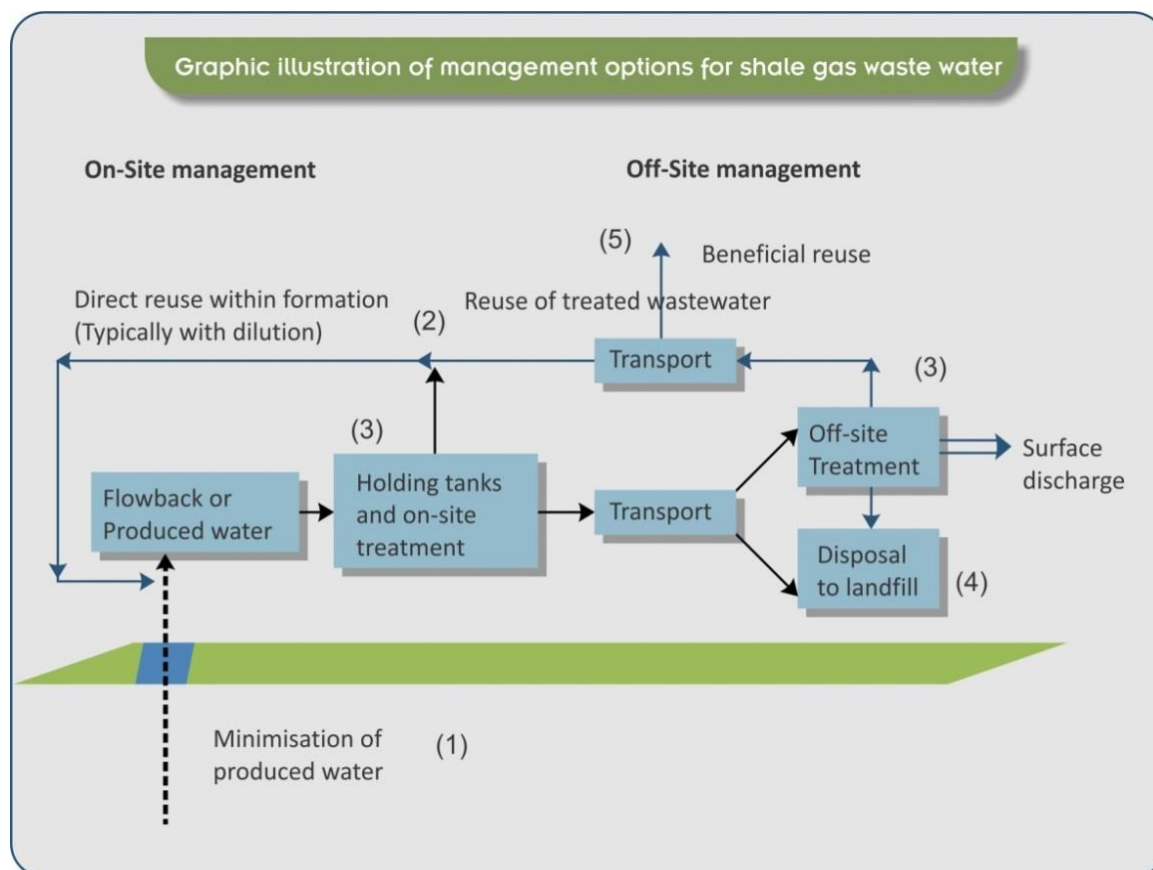 Graphic illustration of management options for shale gas waste water
On-Site management
Off-Site management
(5)
Beneficial reuse
Direct reuse within formation
(Typically with dilution)
(2)
Reuse of treated wastewater
Transport
(3)
(3)
Off-site
Treatment
Surface
discharge
Flowback or
Produced water
Holding tanks
and on-site
treatment
Transport
Disposal
to landfill
(4)
Minimisation of
produced water
(1)